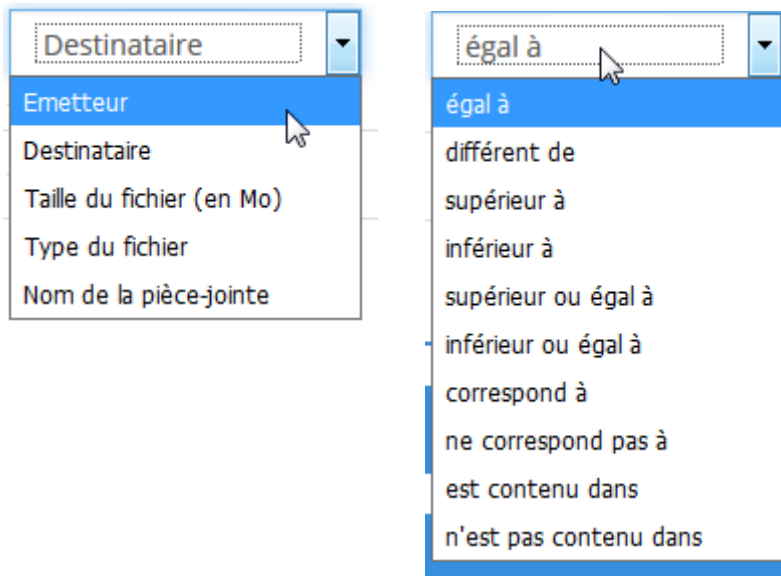 Destinataire
Emetteur
Destinataire
Taille du fichier (en Mo)
Type du fichier
Nom de la pièce-jointe
égal à
égal à
différent de
supérieur à
inférieur à
supérieur ou égal à
inférieur ou égal à
correspond à
ne correspond pas à
est contenu dans
n'est pas contenu dans